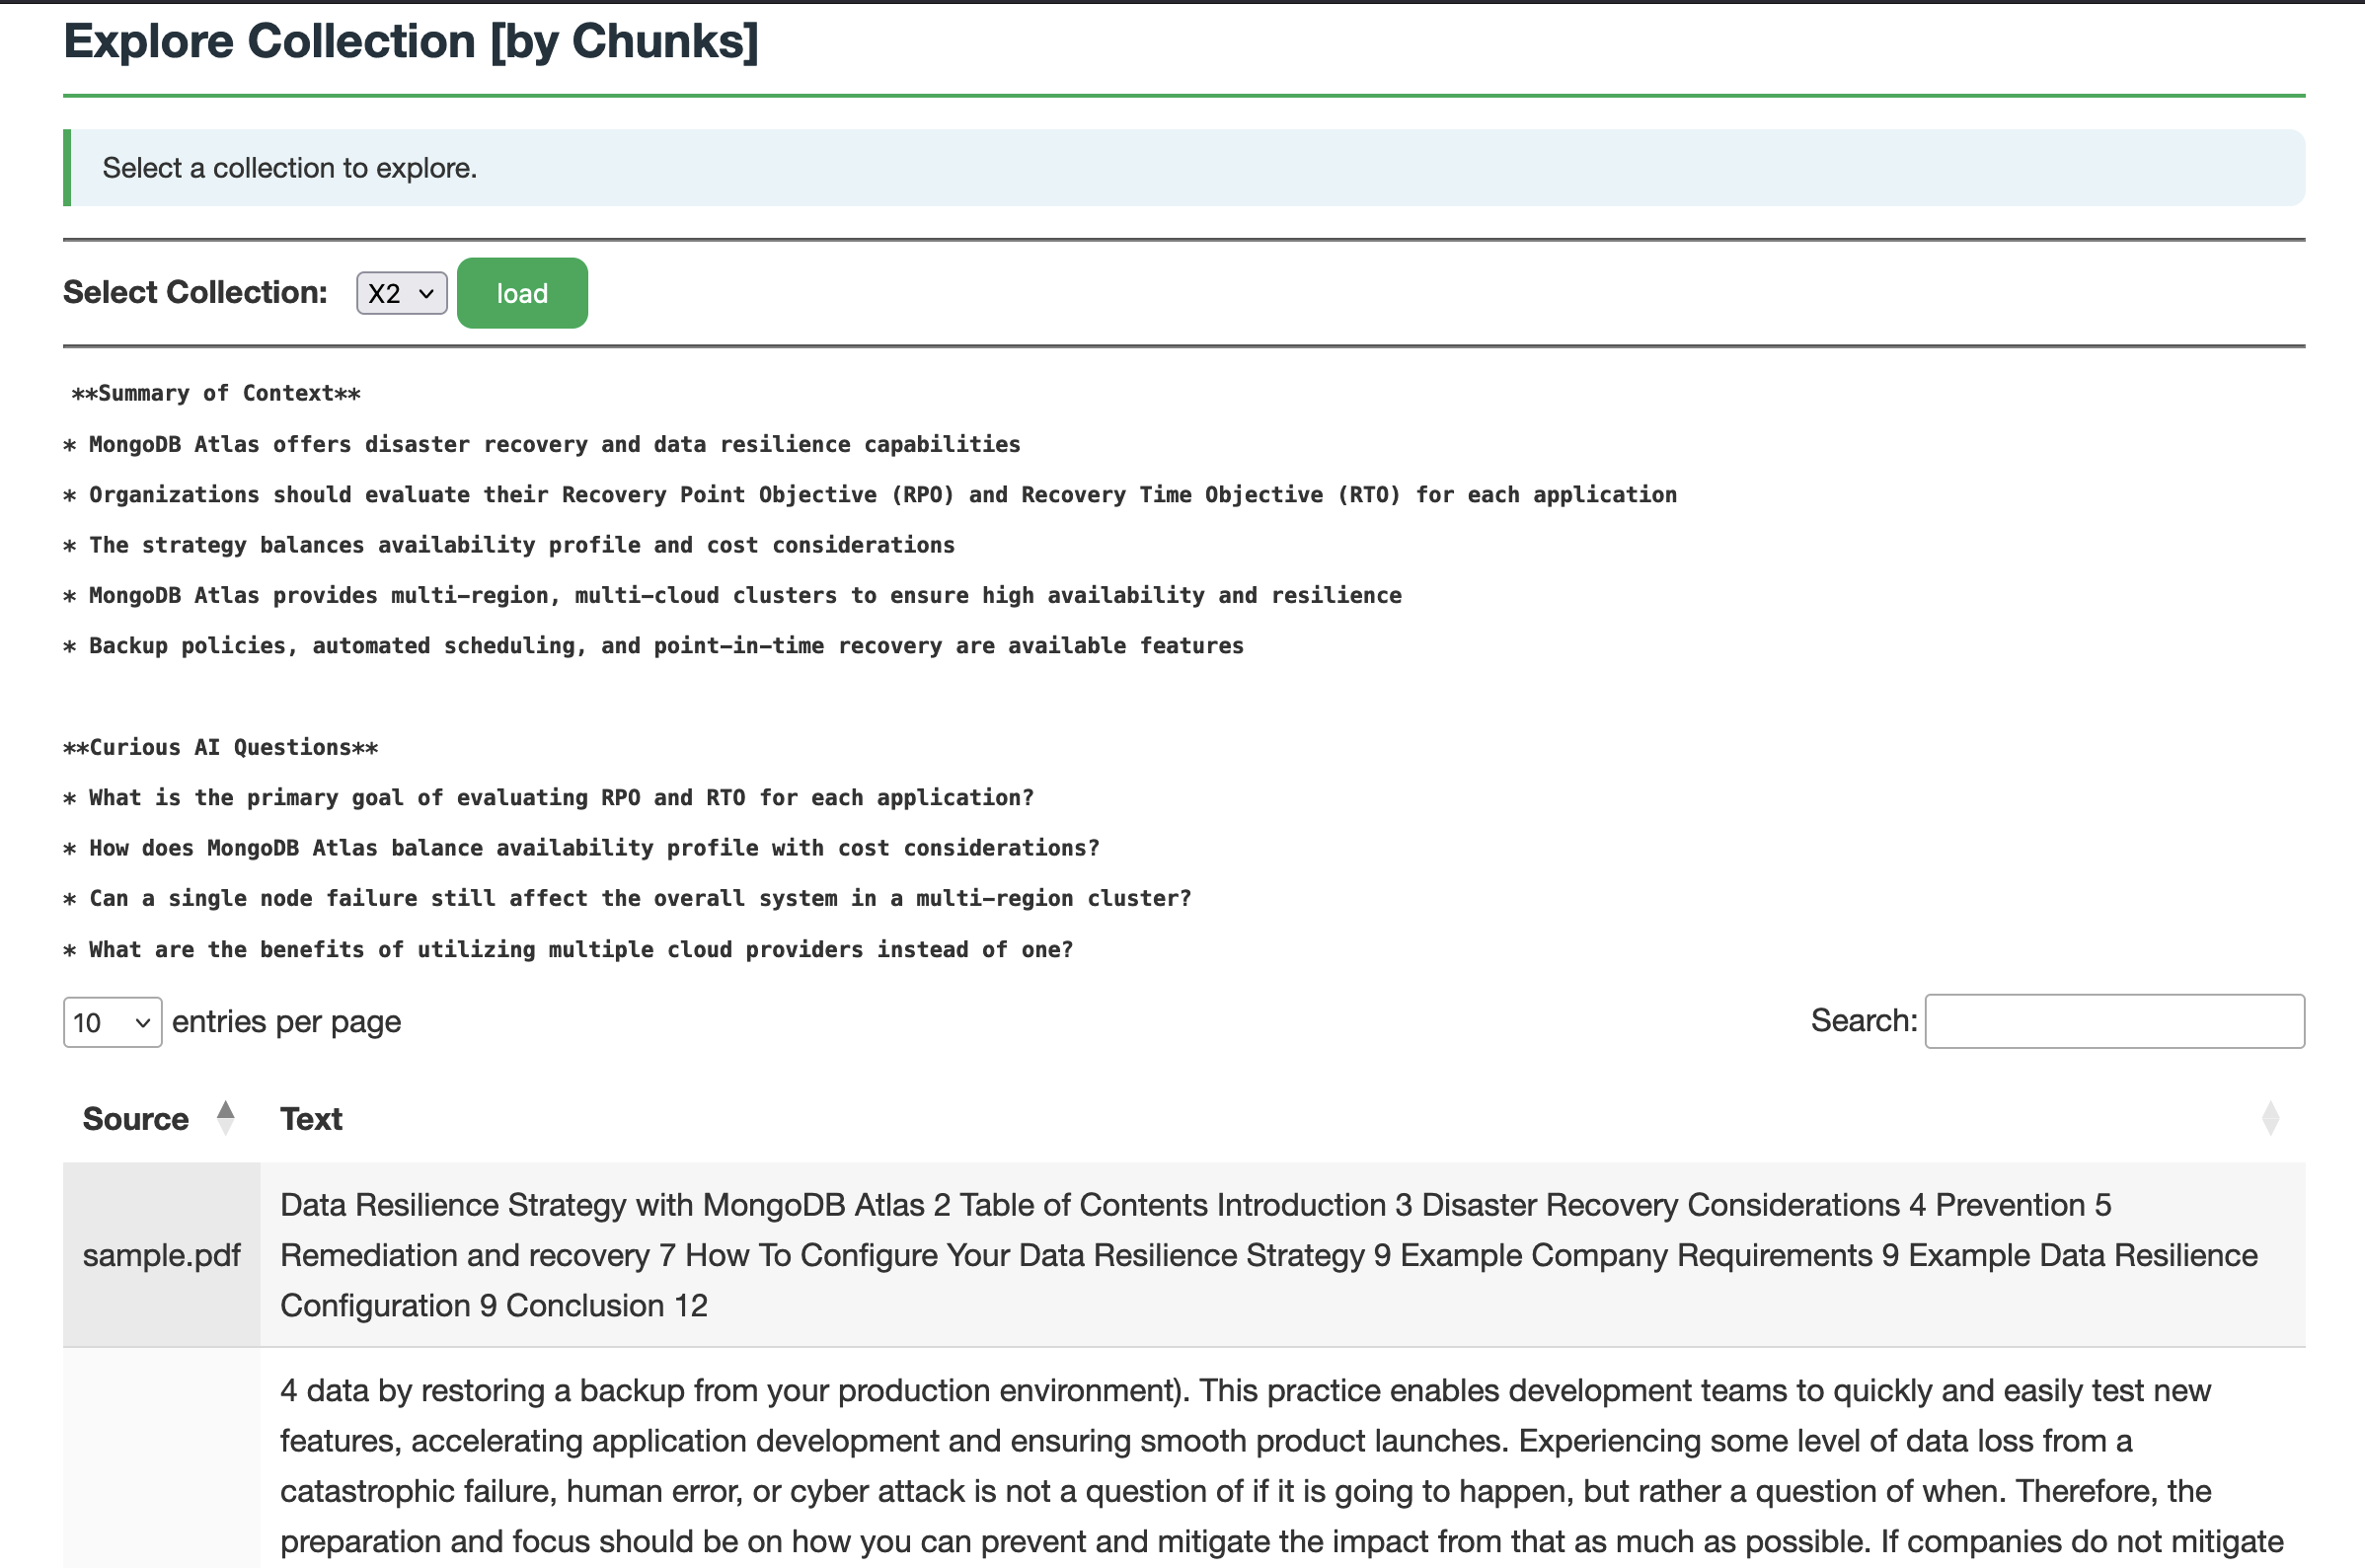 Explore Collection [by Chunks]
Select a collection to explore.
Select Collection: X2 load
**Summary of Context**
* MongoDB Atlas offers disaster recovery and data resilience capabilities
* Organizations should evaluate their Recovery Point Objective (RPO) and Recovery Time Objective (RTO) for each application
* The strategy balances availability profile and cost considerations
* MongoDB Atlas provides multi-region, multi-cloud clusters to ensure high availability and resilience
* Backup policies, automated scheduling, and point-in-time recovery are available features
**Curious AI Questions**
* What is the primary goal of evaluating RPO and RTO for each application?
* How does MongoDB Atlas balance availability profile with cost considerations?
* Can a single node failure still affect the overall system in a multi-region cluster?
* What are the benefits of utilizing multiple cloud providers instead of one?
10 entries per page Search:
Source Text
Data Resilience Strategy with MongoDB Atlas 2 Table of Contents Introduction 3 Disaster Recovery Considerations 4 Prevention 5
sample.pdf Remediation and recovery 7 How To Configure Your Data Resilience Strategy 9 Example Company Requirements 9 Example Data Resilience
Configuration 9 Conclusion 12
4 data by restoring a backup from your production environment). This practice enables development teams to quickly and easily test new
features, accelerating application development and ensuring smooth product launches. Experiencing some level of data loss from a
catastrophic failure, human error, or cyber attack is not a question of if it is going to happen, but rather a question of when. Therefore, the
preparation and focus should be on how you can prevent and mitigate the impact from that as much as possible. If companies do not mitigate